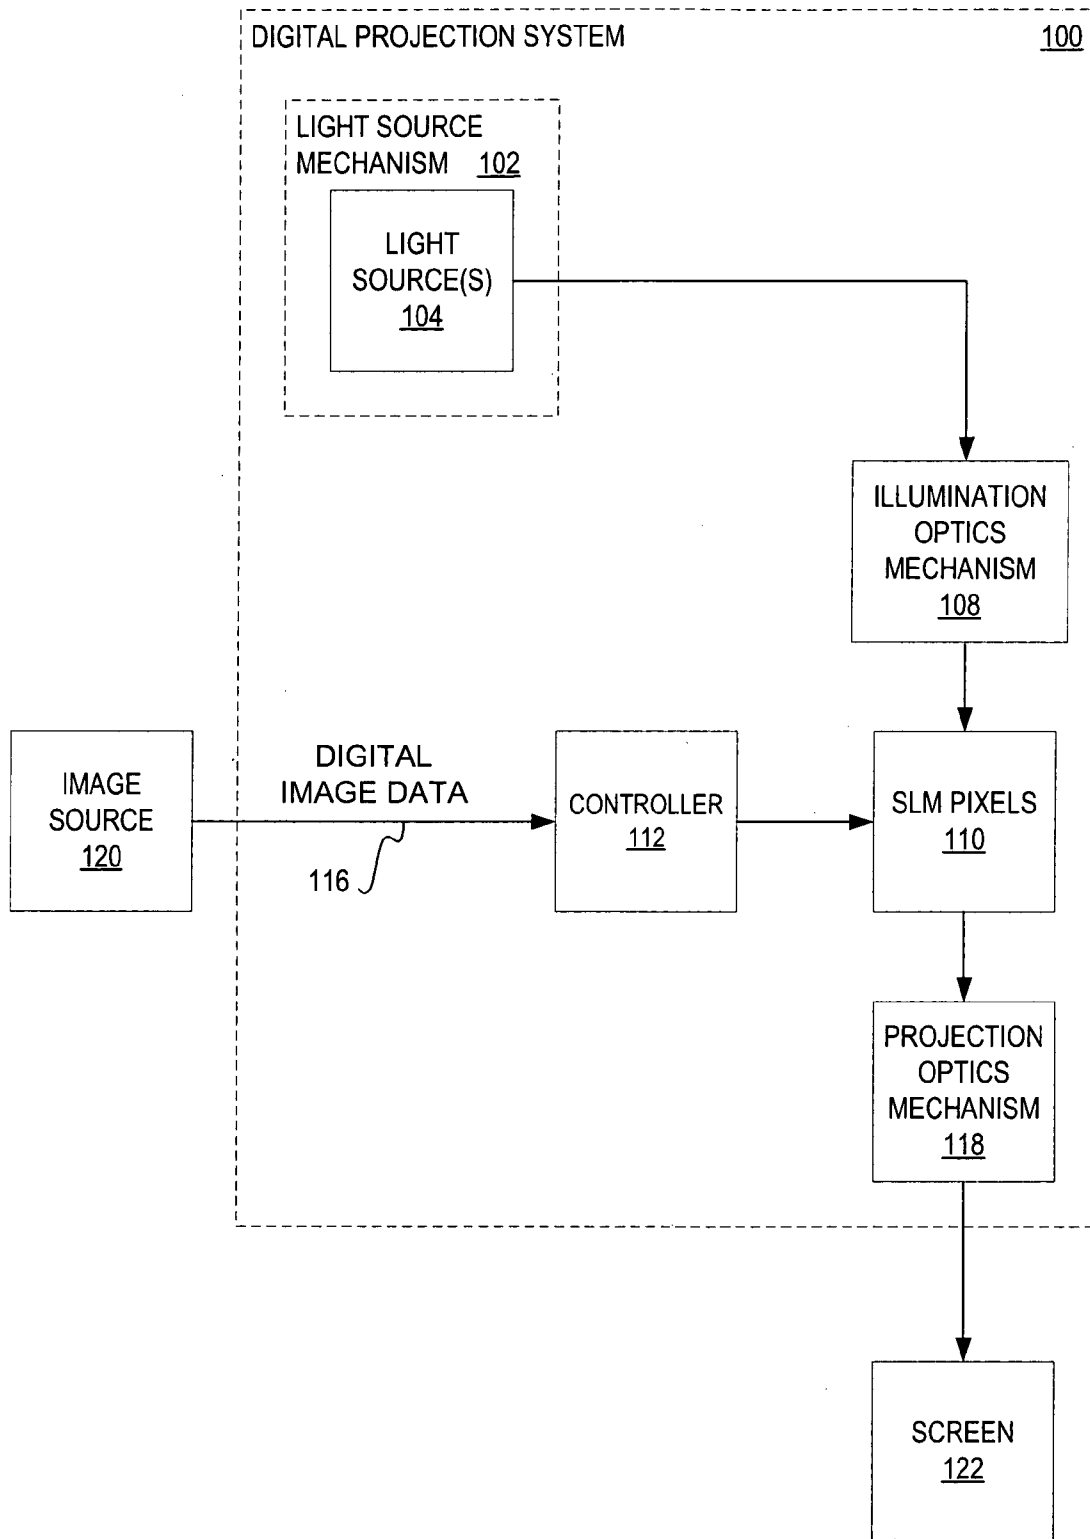 DIGITAL PROJECTION SYSTEM 100
LIGHT SOURCE
MECHANISM 102
LIGHT
SOURCE(S)
104
ILLUMINATION
OPTICS
MECHANISM
108
IMAGE
SOURCE
120
DIGITAL
IMAGE DATA
116
CONTROLLER
112
SLM PIXELS
110
PROJECTION
OPTICS
MECHANISM
118
SCREEN
122